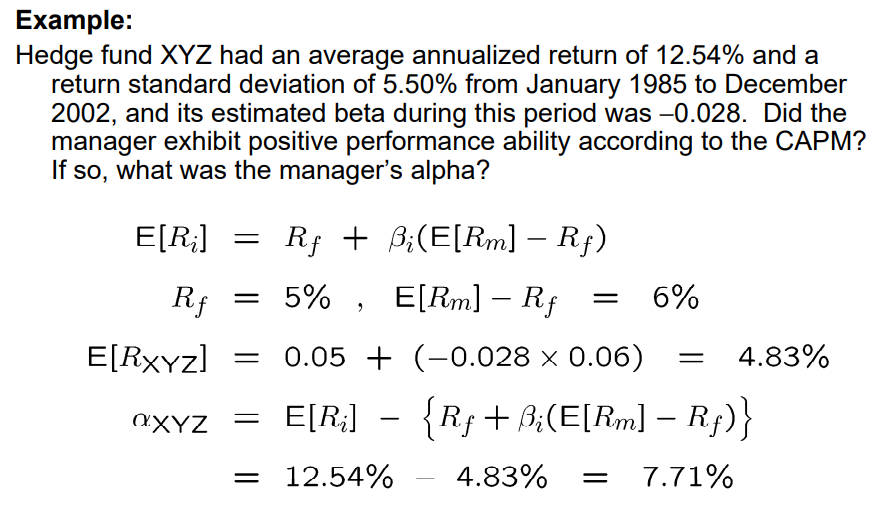 Example:
Hedge fund XYZ had an average annualized return of 12.54% and a
return standard deviation of 5.50% from January 1985 to December
2002, and its estimated beta during this period was –0.028. Did the
manager exhibit positive performance ability according to the CAPM?
If so, what was the manager's alpha?
E[R_i] = R_f + β_i(E[R_m] − R_f)
R_f = 5% , E[R_m] − R_f = 6%
E[R_XYZ] = 0.05 + (−0.028 × 0.06) = 4.83%
α_XYZ = E[R_i] − {R_f + β_i(E[R_m] − R_f)}
= 12.54% − 4.83% = 7.71%